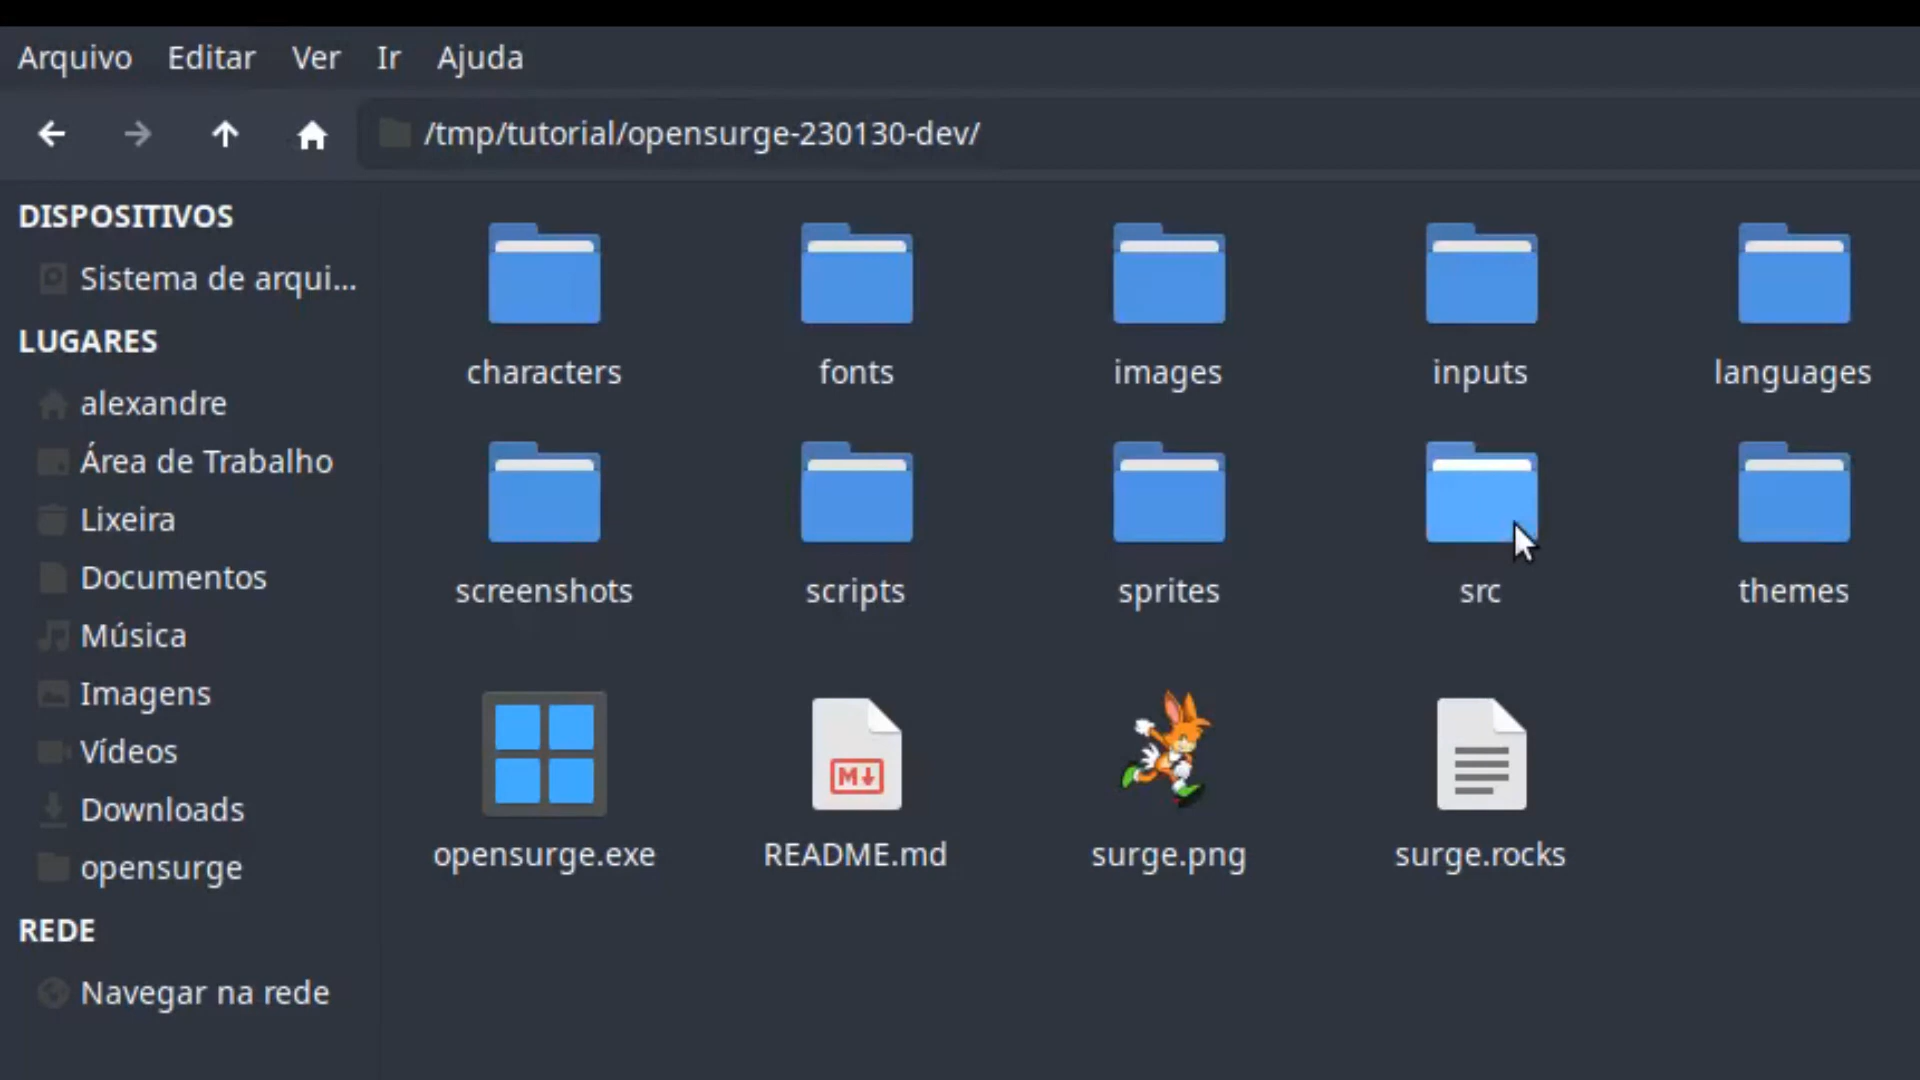 Arquivo Editar Ver Ir Ajuda
/tmp/tutorial/opensurge-230130-dev/
DISPOSITIVOS
Sistema de arqui...
LUGARES
alexandre
Área de Trabalho
Lixeira
Documentos
Música
Imagens
Vídeos
Downloads
opensurge
REDE
Navegar na rede
characters fonts images inputs languages
screenshots scripts sprites src themes
M
opensurge.exe README.md surge.png surge.rocks